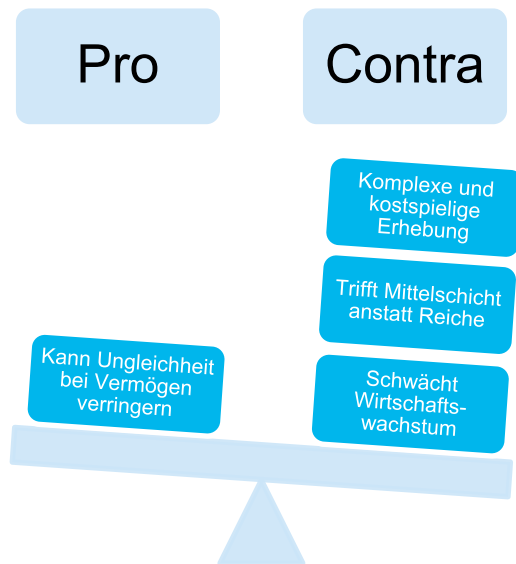 Pro
Contra
Komplexe und
kostspielige
Erhebung
Trifft Mittelschicht
anstatt Reiche
Kann Ungleichheit
bei Vermögen
verringern
Schwächt
Wirtschafts-
wachstum